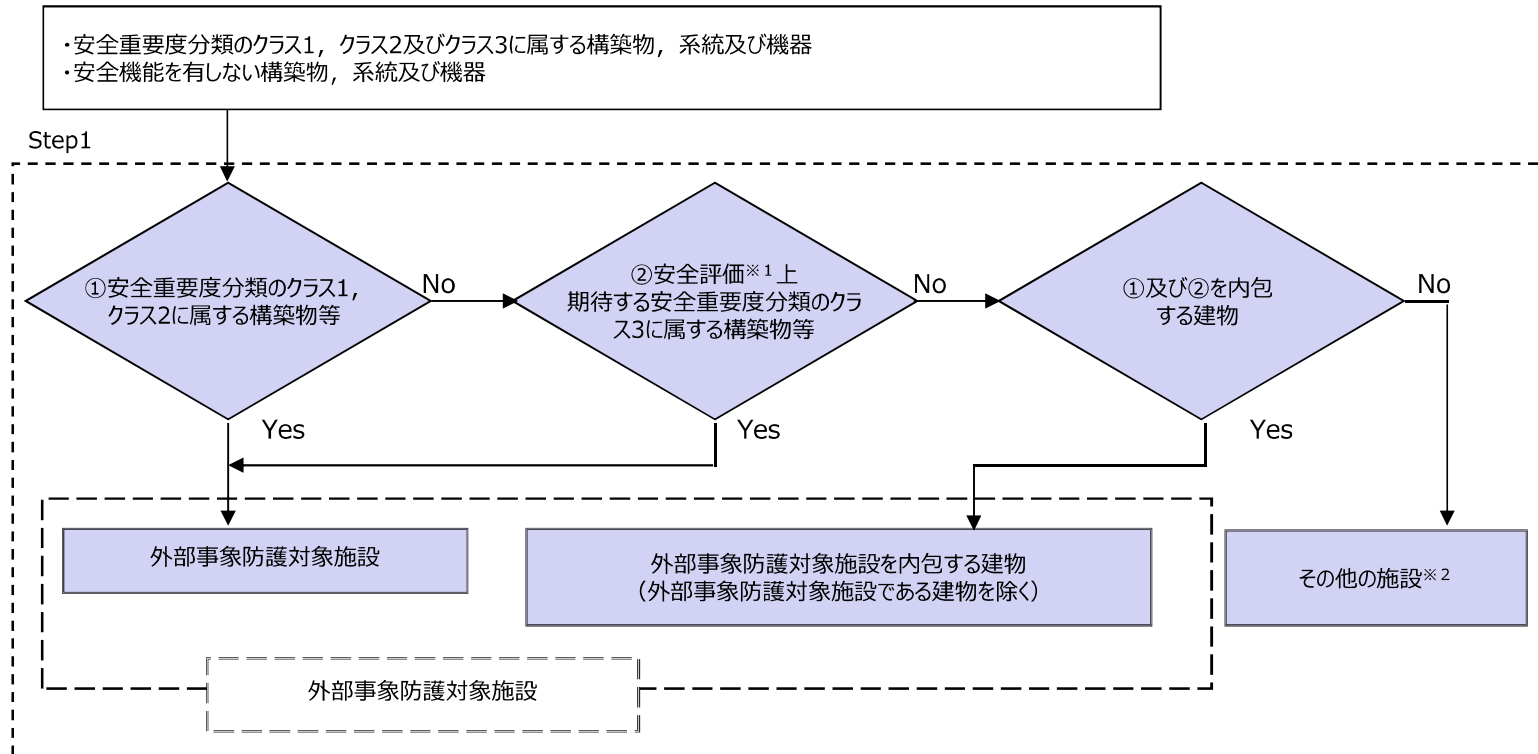 ・安全重要度分類のクラス1，クラス2及びクラス3に属する構築物，系統及び機器
・安全機能を有しない構築物，系統及び機器
Step1
①安全重要度分類のクラス1，
クラス2に属する構築物等
No
②安全評価※1上
期待する安全重要度分類のクラ
ス3に属する構築物等
No
①及び②を内包
する建物
No
Yes
Yes
Yes
外部事象防護対象施設
外部事象防護対象施設を内包する建物
（外部事象防護対象施設である建物を除く）
その他の施設※2
外部事象防護対象施設